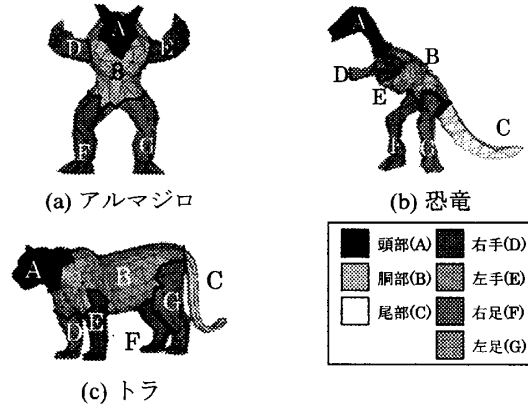 A
D E
B
F G
(a) アルマジロ
A
B
D
E
C
F G
(b) 恐竜
A
B
C
D E
F
G
(c) トラ
頭部(A) 右手(D)
胴部(B) 左手(E)
尾部(C) 右足(F)
左足(G)